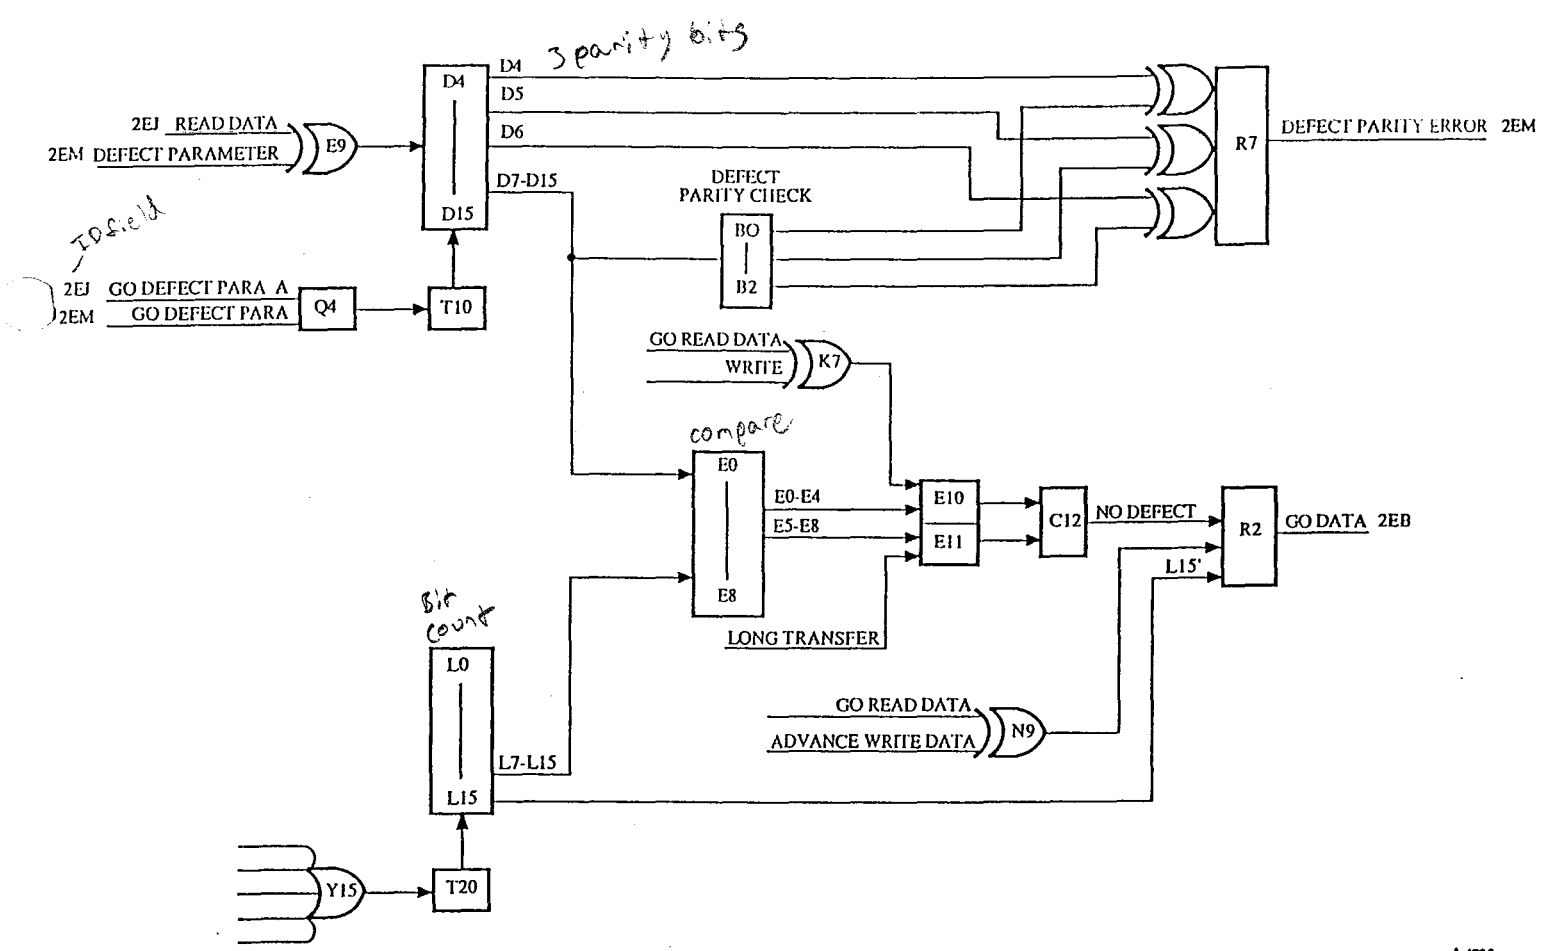 3 parity bits
D4
D4
D5
2EJ READ DATA
E9
D6
DEFECT PARITY ERROR 2EM
R7
2EM DEFECT PARAMETER
D7-D15
DEFECT
PARITY CHECK
D15
ID field
B0
B2
2EJ GO DEFECT PARA A
2EM GO DEFECT PARA
Q4
T10
GO READ DATA
WRITE
K7
compare
E0
E0-E4
E10
C12
NO DEFECT
R2
GO DATA 2EB
E5-E8
E11
L15'
E8
Bit
count
LONG TRANSFER
L0
GO READ DATA
N9
ADVANCE WRITE DATA
L7-L15
L15
Y15
T20